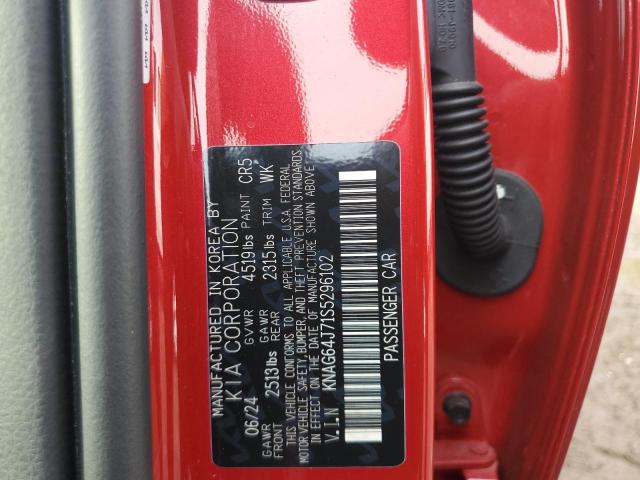 MANUFACTURED IN KOREA BY
KIA CORPORATION
06/24 GVWR 4519lbs PAINT CR5
GAWR FRONT 2513lbs GAWR REAR 2315lbs TRIM WK
THIS VEHICLE CONFORMS TO ALL APPLICABLE U.S.A. FEDERAL
MOTOR VEHICLE SAFETY, BUMPER, AND THEFT PREVENTION STANDARDS
IN EFFECT ON THE DATE OF MANUFACTURE SHOWN ABOVE
V.I.N KNAG64J71S5296102
PASSENGER CAR